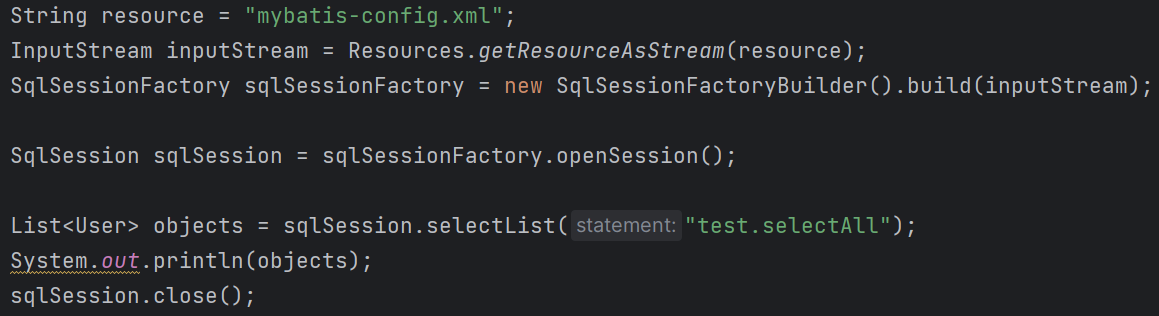 String resource = "mybatis-config.xml";
InputStream inputStream = Resources.getResourceAsStream(resource);
SqlSessionFactory sqlSessionFactory = new SqlSessionFactoryBuilder().build(inputStream);
SqlSession sqlSession = sqlSessionFactory.openSession();
List<User> objects = sqlSession.selectList( statement: "test.selectAll");
System.out.println(objects);
sqlSession.close();